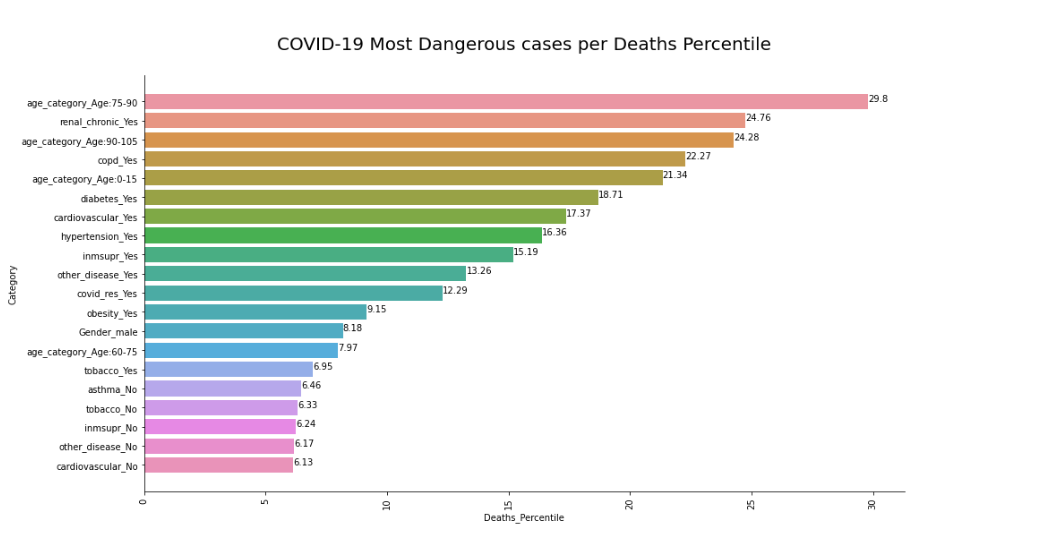 COVID-19 Most Dangerous cases per Deaths Percentile
age_category_Age:75-90 29.8
renal_chronic_Yes 24.76
age_category_Age:90-105 24.28
copd_Yes 22.27
age_category_Age:0-15 21.34
diabetes_Yes 18.71
cardiovascular_Yes 17.37
hypertension_Yes 16.36
inmsupr_Yes 15.19
other_disease_Yes 13.26
covid_res_Yes 12.29
obesity_Yes 9.15
Gender_male 8.18
age_category_Age:60-75 7.97
tobacco_Yes 6.95
asthma_No 6.46
tobacco_No 6.33
inmsupr_No 6.24
other_disease_No 6.17
cardiovascular_No 6.13
Category
0 5 10 15 20 25 30
Deaths_Percentile